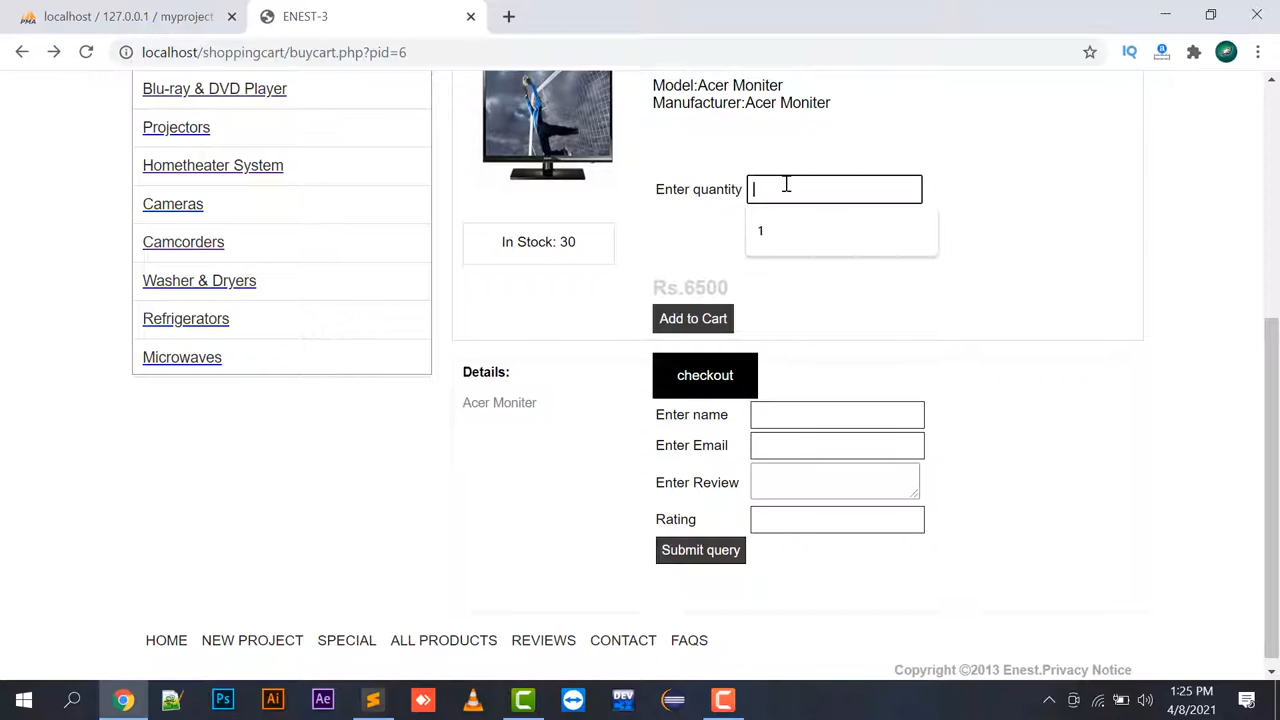 localhost / 127.0.0.1 / myproject
ENEST-3
localhost/shoppingcart/buycart.php?pid=6
Blu-ray & DVD Player
Projectors
Hometheater System
Cameras
Camcorders
Washer & Dryers
Refrigerators
Microwaves
Model:Acer Moniter
Manufacturer:Acer Moniter
Enter quantity
1
In Stock: 30
Rs.6500
Add to Cart
Details:
Acer Moniter
checkout
Enter name
Enter Email
Enter Review
Rating
Submit query
HOME NEW PROJECT SPECIAL ALL PRODUCTS REVIEWS CONTACT FAQS
Copyright ©2013 Enest.Privacy Notice
Ps
Ai
Ae
DEV
1:25 PM
4/8/2021